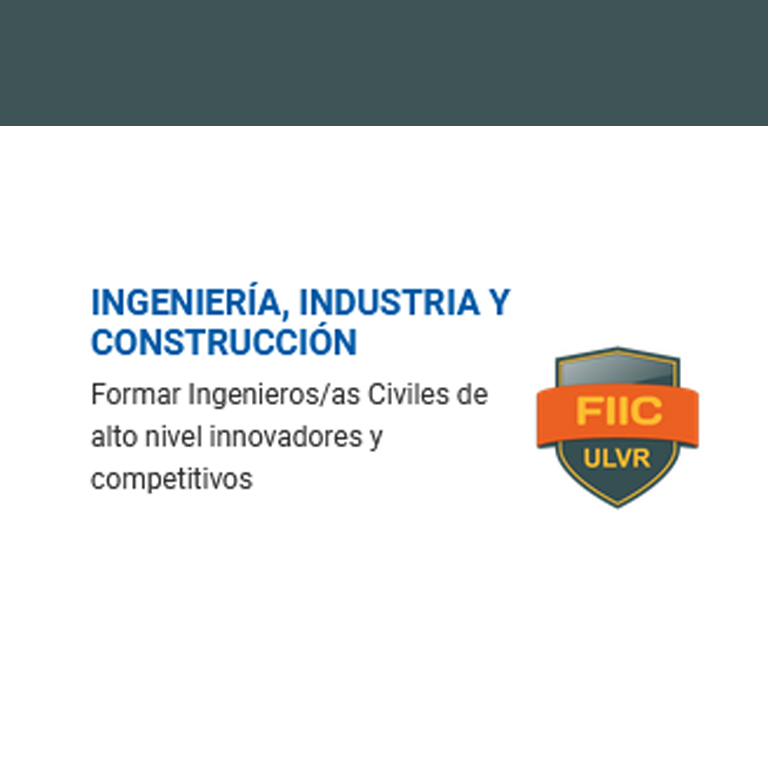 INGENIERÍA, INDUSTRIA Y
CONSTRUCCIÓN
Formar Ingenieros/as Civiles de
alto nivel innovadores y
competitivos
FIIC
ULVR